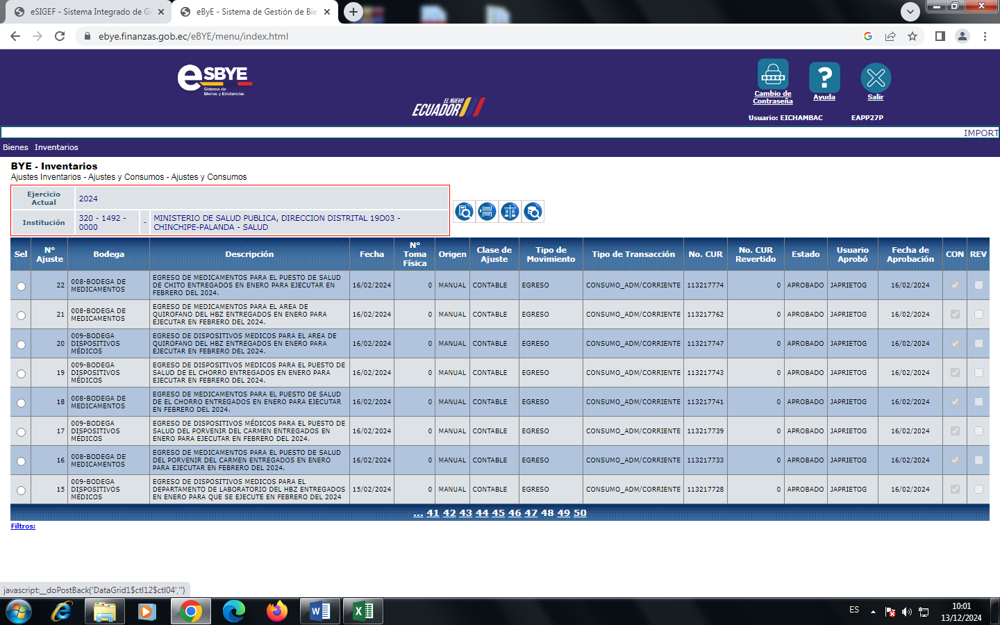 eSIGEF - Sistema Integrado de Ge
eByE - Sistema de Gestión de Bie
ebye.finanzas.gob.ec/eBYE/menu/index.html
eSBYE
Sistema de
Bienes y Existencias
EL NUEVO
ECUADOR
Cambio de
Contraseña
Ayuda
Salir
Usuario: EICHAMBAC EAPP27P
IMPORT
Bienes Inventarios
BYE - Inventarios
Ajustes Inventarios - Ajustes y Consumos - Ajustes y Consumos
Ejercicio
Actual
2024
Institución
320 - 1492 -
0000
-
MINISTERIO DE SALUD PUBLICA, DIRECCION DISTRITAL 19D03 -
CHINCHIPE-PALANDA - SALUD
Sel
N°
Ajuste
Bodega
Descripción
Fecha
N°
Toma
Física
Origen
Clase de
Ajuste
Tipo de
Movimiento
Tipo de Transacción
No. CUR
No. CUR
Revertido
Estado
Usuario
Aprobó
Fecha de
Aprobación
CON
REV
22
008-BODEGA DE
MEDICAMENTOS
EGRESO DE MEDICAMENTOS PARA EL PUESTO DE SALUD
DE CHITO ENTREGADOS EN ENERO PARA EJECUTAR EN
FEBRERO DEL 2024.
16/02/2024 0 MANUAL CONTABLE EGRESO CONSUMO_ADM/CORRIENTE 113217774 0 APROBADO JAPRIETOG 16/02/2024
21
008-BODEGA DE
MEDICAMENTOS
EGRESO DE MEDICAMENTOS PARA EL AREA DE
QUIROFANO DEL HBZ ENTREGADOS EN ENERO PARA
EJECUTAR EN FEBRERO DEL 2024.
16/02/2024 0 MANUAL CONTABLE EGRESO CONSUMO_ADM/CORRIENTE 113217762 0 APROBADO JAPRIETOG 16/02/2024
20
009-BODEGA
DISPOSITIVOS
MÉDICOS
EGRESO DE DISPOSITIVOS MEDICOS PARA EL AREA DE
QUIROFANO DEL HBZ ENTREGADOS EN ENERO PARA
EJECUTAR EN FEBRERO DEL 2024.
16/02/2024 0 MANUAL CONTABLE EGRESO CONSUMO_ADM/CORRIENTE 113217747 0 APROBADO JAPRIETOG 16/02/2024
19
009-BODEGA
DISPOSITIVOS
MÉDICOS
EGRESO DE DISPOSITIVOS MEDICOS PARA EL PUESTO DE
SALUD DE EL CHORRO ENTREGADOS EN ENERO PARA
EJECUTAR EN FEBRERO DEL 2024.
16/02/2024 0 MANUAL CONTABLE EGRESO CONSUMO_ADM/CORRIENTE 113217743 0 APROBADO JAPRIETOG 16/02/2024
18
008-BODEGA DE
MEDICAMENTOS
EGRESO DE MEDICAMENTOS PARA EL PUESTO DE SALUD
DE EL CHORRO ENTREGADOS EN ENERO PARA EJECUTAR
EN FEBRERO DEL 2024.
16/02/2024 0 MANUAL CONTABLE EGRESO CONSUMO_ADM/CORRIENTE 113217741 0 APROBADO JAPRIETOG 16/02/2024
17
009-BODEGA
DISPOSITIVOS
MÉDICOS
EGRESO DE DISPOSITIVOS MÉDICOS PARA EL PUESTO DE
SALUD DEL PORVENIR DEL CARMEN ENTREGADOS EN
ENERO PARA EJECUTAR EN FEBRERO DEL 2024.
16/02/2024 0 MANUAL CONTABLE EGRESO CONSUMO_ADM/CORRIENTE 113217739 0 APROBADO JAPRIETOG 16/02/2024
16
008-BODEGA DE
MEDICAMENTOS
EGRESO DE MEDICAMENTOS PARA EL PUESTO DE SALUD
DEL PORVENIR DEL CARMEN ENTREGADOS EN ENERO
PARA EJECUTAR EN FEBRERO DEL 2024.
16/02/2024 0 MANUAL CONTABLE EGRESO CONSUMO_ADM/CORRIENTE 113217733 0 APROBADO JAPRIETOG 16/02/2024
15
009-BODEGA
DISPOSITIVOS
MÉDICOS
EGRESO DE DISPOSITIVOS MEDICOS PARA EL
DEPARTAMENTO DE LABORATORIO DEL HBZ ENTREGADOS
EN ENERO PARA QUE SE EJECUTE EN FEBRERO DEL 2024
15/02/2024 0 MANUAL CONTABLE EGRESO CONSUMO_ADM/CORRIENTE 113217728 0 APROBADO JAPRIETOG 16/02/2024
... 41 42 43 44 45 46 47 48 49 50
Filtros:
javascript:__doPostBack('DataGrid1$ctl12$ctl04','')
ES
10:01
13/12/2024